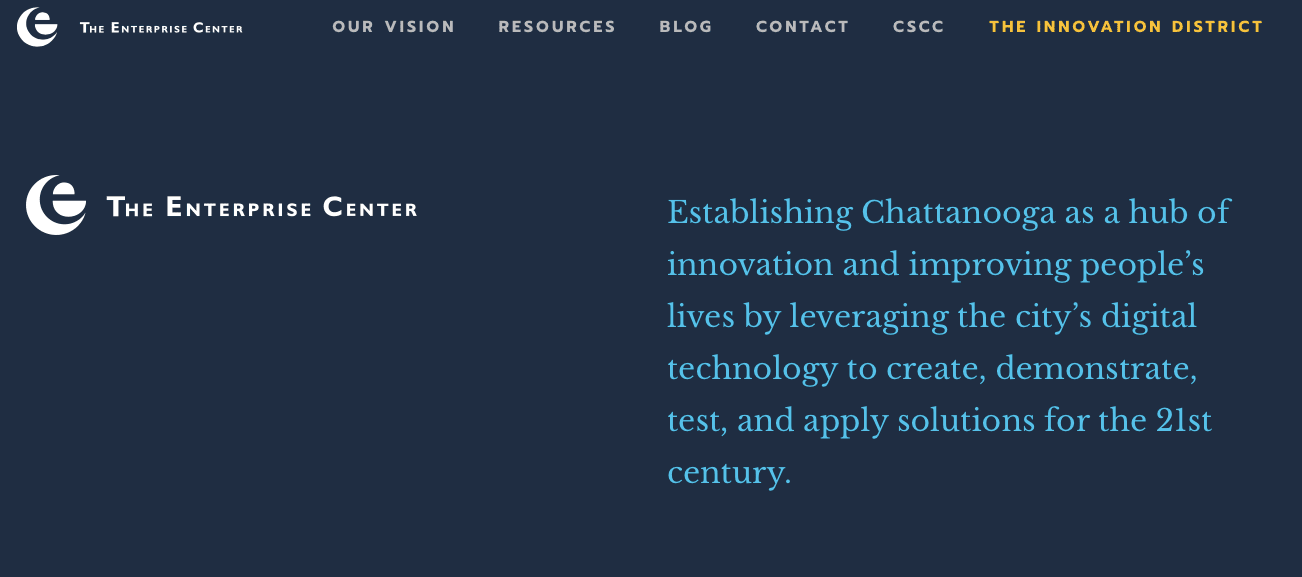 THE ENTERPRISE CENTER
OUR VISION
RESOURCES
BLOG
CONTACT
CSCC
THE INNOVATION DISTRICT
THE ENTERPRISE CENTER
Establishing Chattanooga as a hub of
innovation and improving people’s
lives by leveraging the city’s digital
technology to create, demonstrate,
test, and apply solutions for the 21st
century.